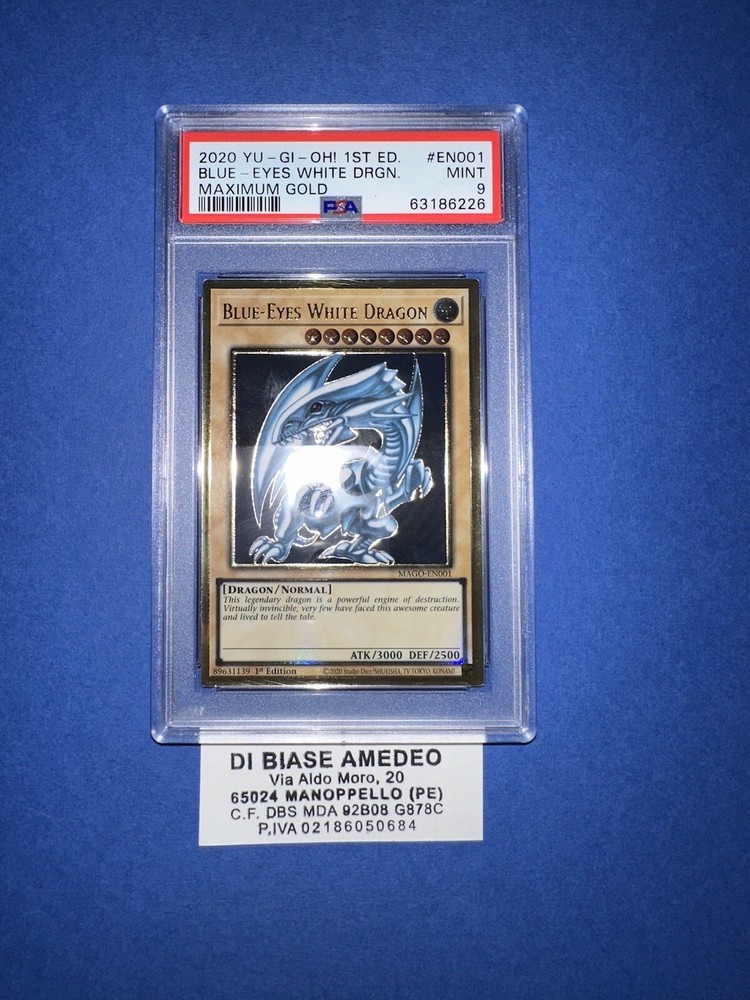 2020 YU-GI-OH! 1ST ED. #EN001
BLUE-EYES WHITE DRGN. MINT
MAXIMUM GOLD 9
PSA 63186226
BLUE-EYES WHITE DRAGON
MAGO-EN001
[DRAGON/NORMAL]
This legendary dragon is a powerful engine of destruction.
Virtually invincible, very few have faced this awesome creature
and lived to tell the tale.
ATK/3000 DEF/2500
89631139 1st Edition ©2020 Studio Dice/SHUEISHA, TV TOKYO, KONAMI
DI BIASE AMEDEO
Via Aldo Moro, 20
65024 MANOPPELLO (PE)
C.F. DBS MDA 92B08 G878C
P.IVA 02186050684